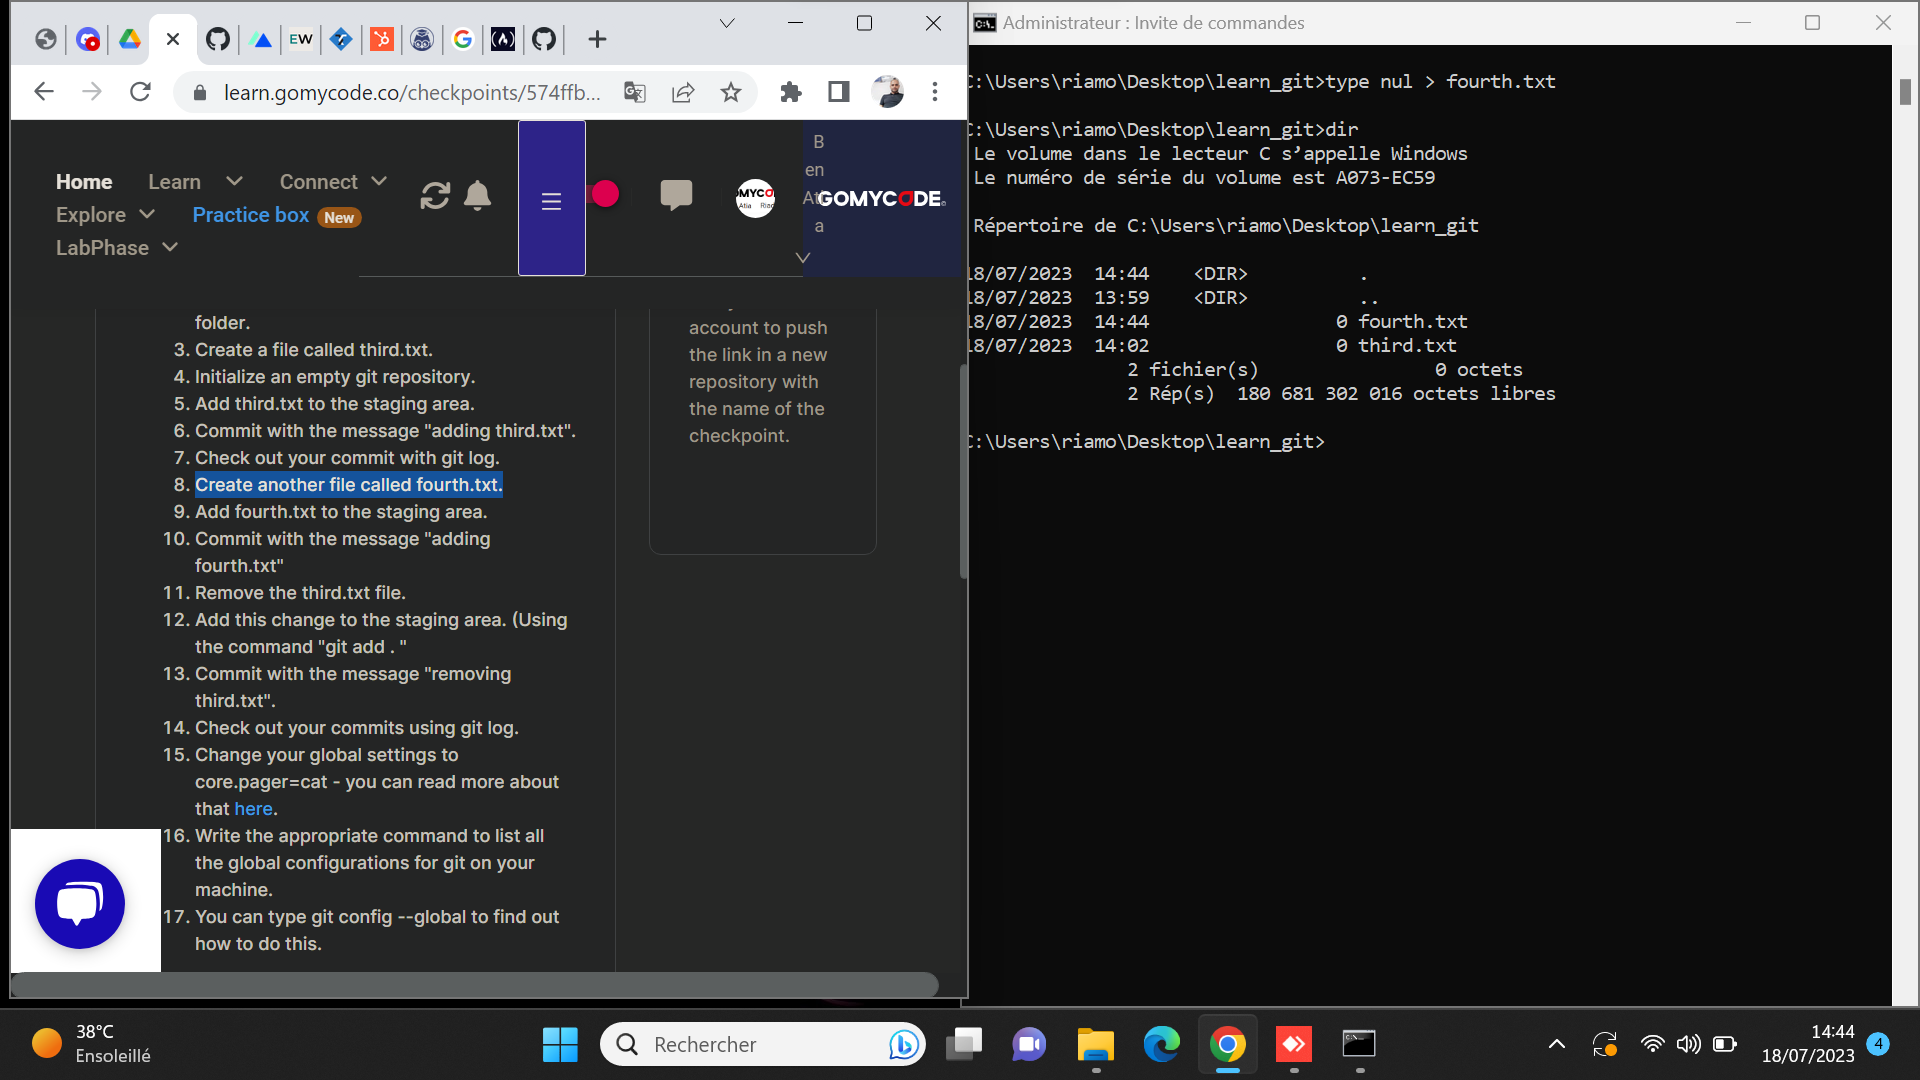 EW
learn.gomycode.co/checkpoints/574ffb...
Home
Learn
Connect
Explore
Practice box New
LabPhase
B
en
Ati
a
GOMYCODE
folder.
3. Create a file called third.txt.
4. Initialize an empty git repository.
5. Add third.txt to the staging area.
6. Commit with the message "adding third.txt".
7. Check out your commit with git log.
8. Create another file called fourth.txt.
9. Add fourth.txt to the staging area.
10. Commit with the message "adding
fourth.txt"
11. Remove the third.txt file.
12. Add this change to the staging area. (Using
the command "git add . "
13. Commit with the message "removing
third.txt".
14. Check out your commits using git log.
15. Change your global settings to
core.pager=cat - you can read more about
that here.
16. Write the appropriate command to list all
the global configurations for git on your
machine.
17. You can type git config --global to find out
how to do this.
account to push
the link in a new
repository with
the name of the
checkpoint.
Administrateur : Invite de commandes
C:\Users\riamo\Desktop\learn_git>type nul > fourth.txt
C:\Users\riamo\Desktop\learn_git>dir
Le volume dans le lecteur C s’appelle Windows
Le numéro de série du volume est A073-EC59
Répertoire de C:\Users\riamo\Desktop\learn_git
18/07/2023 14:44 <DIR> .
18/07/2023 13:59 <DIR> ..
18/07/2023 14:44 0 fourth.txt
18/07/2023 14:02 0 third.txt
2 fichier(s) 0 octets
2 Rép(s) 180 681 302 016 octets libres
C:\Users\riamo\Desktop\learn_git>
38°C
Ensoleillé
Rechercher
14:44
18/07/2023
4